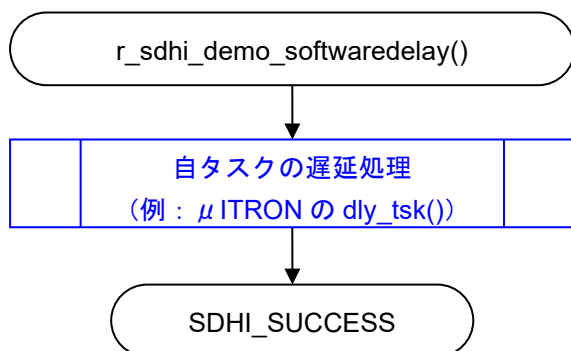 r_sdhi_demo_softwaredelay()
自タスクの遅延処理
（例：μITRON の dly_tsk()）
SDHI_SUCCESS